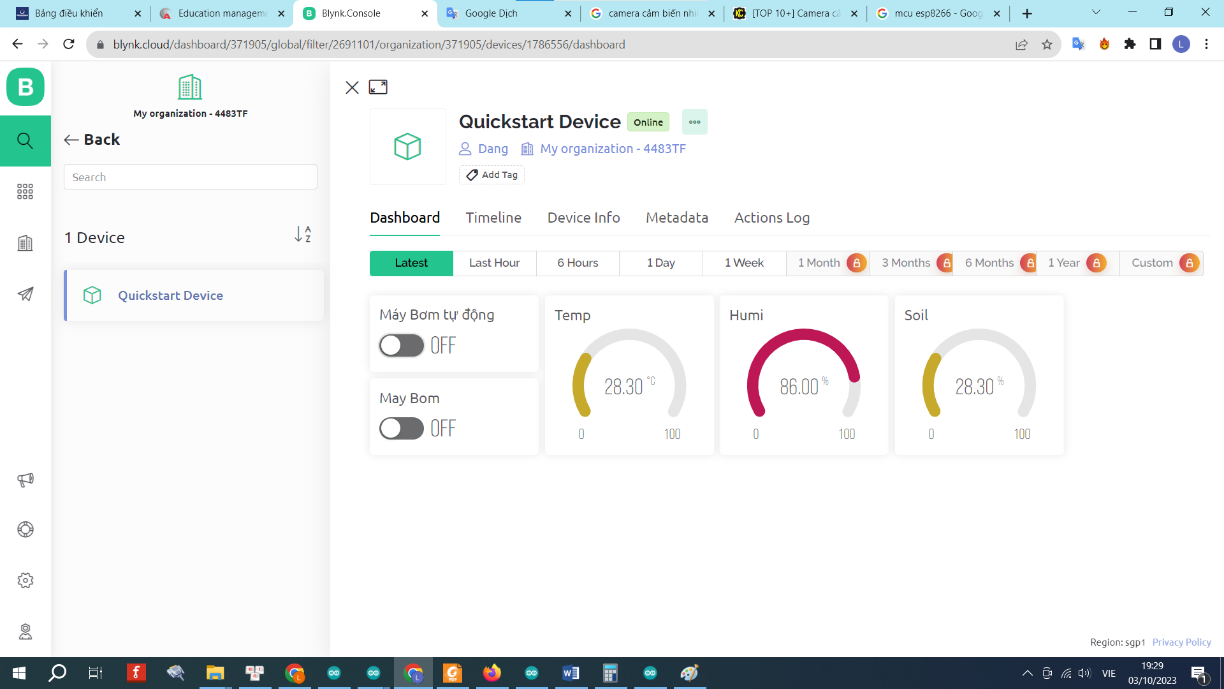 Bảng điều khiển
Education manageme
Blynk.Console
Google Dịch
camera cảm biến nhi
[TOP 10+] Camera cả
mcu esp8266 - Goog
blynk.cloud/dashboard/371905/global/filter/2691101/organization/371905/devices/1786556/dashboard
L
B
My organization - 4483TF
Back
Search
1 Device
A
Z
Quickstart Device
Quickstart Device
Online
Dang
My organization - 4483TF
Add Tag
Dashboard
Timeline
Device Info
Metadata
Actions Log
Latest
Last Hour
6 Hours
1 Day
1 Week
1 Month
3 Months
6 Months
1 Year
Custom
Máy Bơm tự động
OFF
May Bom
OFF
Temp
28.30 °C
0
100
Humi
86.00 %
0
100
Soil
28.30 %
0
100
Region: sgp1 Privacy Policy
VIE
19:29
03/10/2023
1